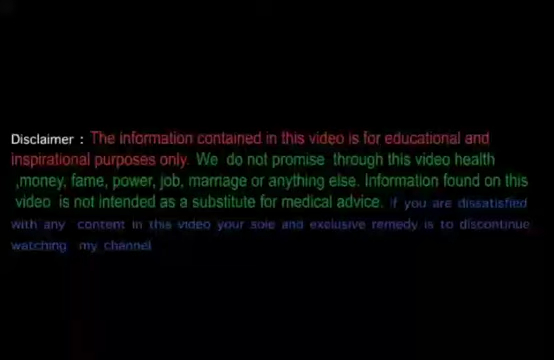 Disclaimer : The information contained in this video is for educational and
inspirational purposes only. We do not promise through this video health
,money, fame, power, job, marriage or anything else. Information found on this
video is not intended as a substitute for medical advice. If you are dissatisfied
with any content in this video your sole and exclusive remedy is to discontinue
watching my channel